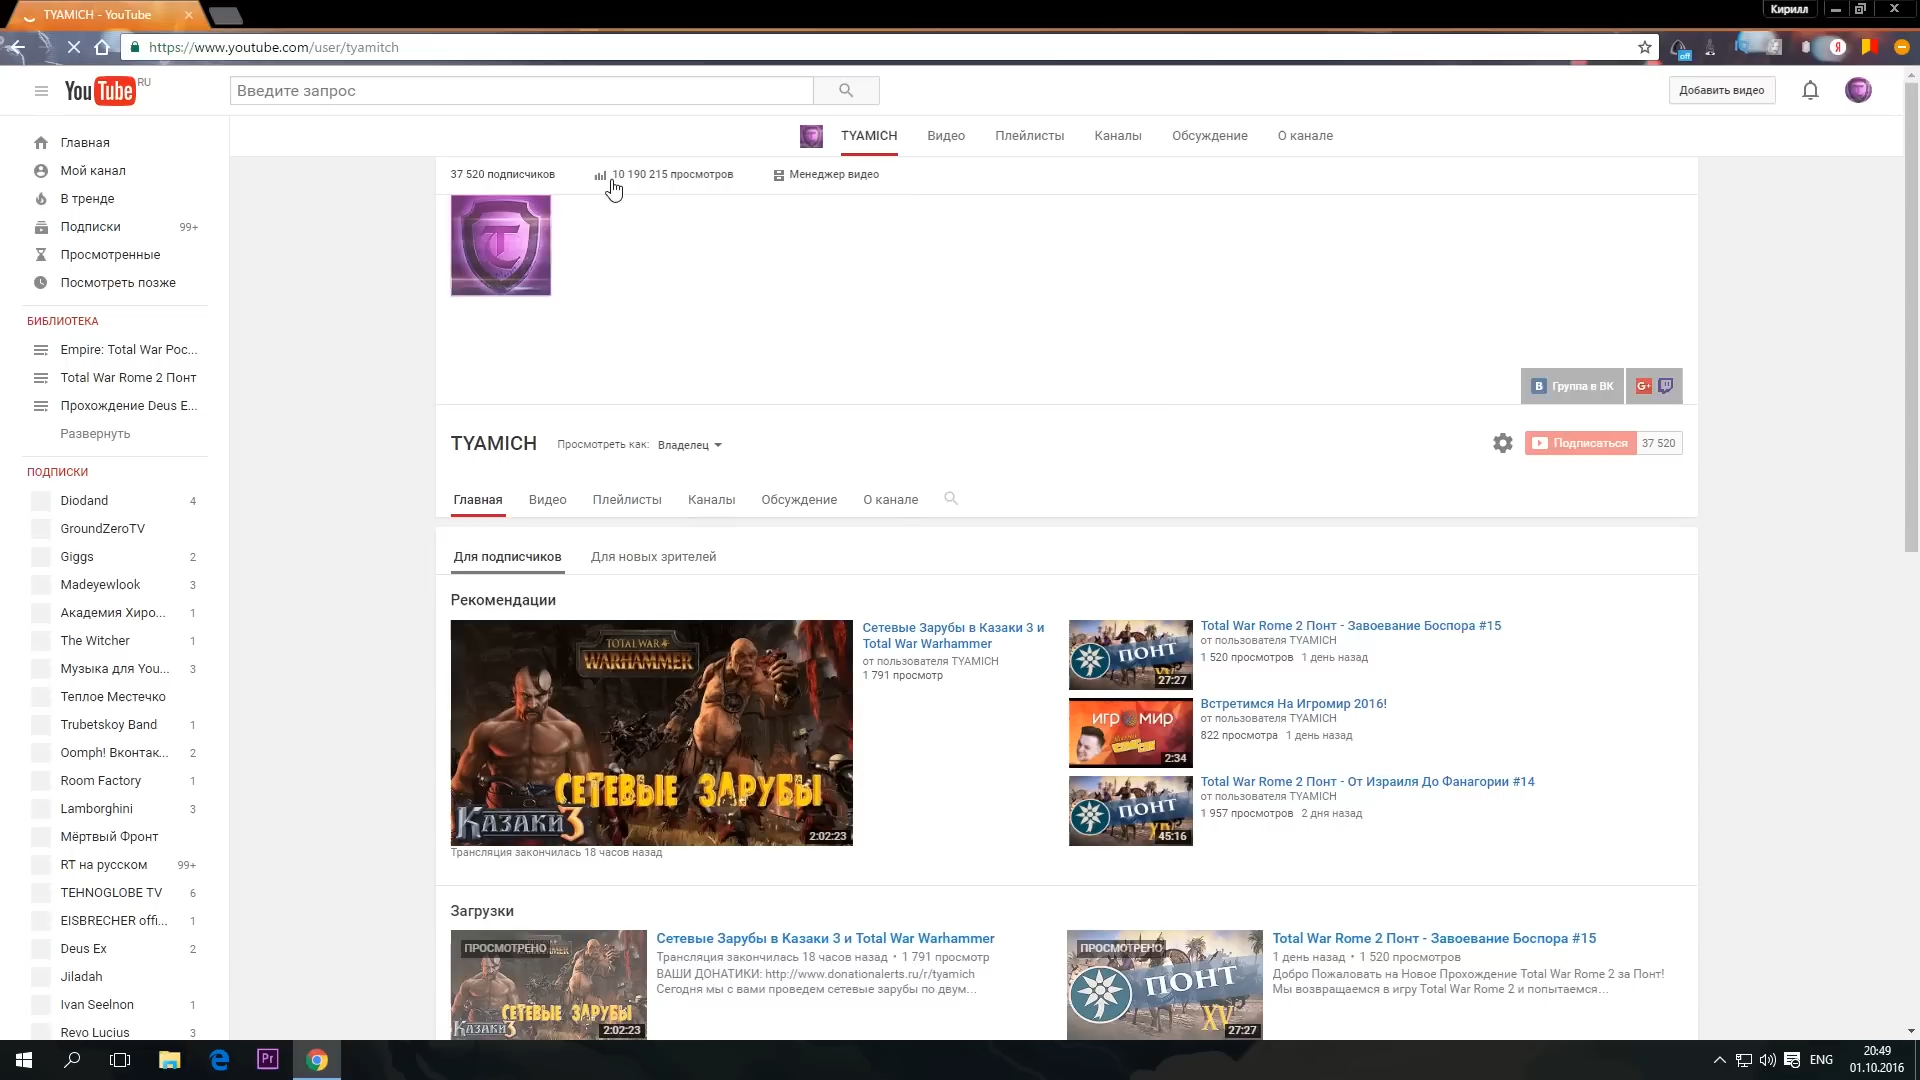 TYAMICH - YouTube
Кирилл
https://www.youtube.com/user/tyamitch
off
Я
YouTube RU
Введите запрос
Добавить видео
TYAMICH Видео Плейлисты Каналы Обсуждение О канале
37 520 подписчиков 10 190 215 просмотров Менеджер видео
Главная
Мой канал
В тренде
Подписки 99+
Просмотренные
Посмотреть позже
БИБЛИОТЕКА
Empire: Total War Рос...
Total War Rome 2 Понт
Прохождение Deus E...
Развернуть
ПОДПИСКИ
Diodand 4
GroundZeroTV
Giggs 2
Madeyewlook 3
Академия Хиро... 1
The Witcher 1
Музыка для You... 3
Теплое Местечко
Trubetskoy Band 1
Oomph! Вконтак... 2
Room Factory 1
Lamborghini 3
Мёртвый Фронт
RT на русском 99+
TEHNOGLOBE TV 6
EISBRECHER offi... 1
Deus Ex 2
Jiladah
Ivan Seelnon 1
Revo Lucius 3
T
B Группа в ВК G+
TYAMICH Просмотреть как: Владелец
Подписаться 37 520
Главная Видео Плейлисты Каналы Обсуждение О канале
Для подписчиков Для новых зрителей
Рекомендации
TOTAL WAR
WARHAMMER
СЕТЕВЫЕ ЗАРУБЫ
КАЗАКИ 3
2:02:23
Трансляция закончилась 18 часов назад
Сетевые Зарубы в Казаки 3 и
Total War Warhammer
от пользователя TYAMICH
1 791 просмотр
ПОНТ
27:27
Total War Rome 2 Понт - Завоевание Боспора #15
от пользователя TYAMICH
1 520 просмотров 1 день назад
ИГРОМИР
2:34
Встретимся На Игромир 2016!
от пользователя TYAMICH
822 просмотра 1 день назад
ПОНТ
45:16
Total War Rome 2 Понт - От Израиля До Фанагории #14
от пользователя TYAMICH
1 957 просмотров 2 дня назад
Загрузки
ПРОСМОТРЕНО
СЕТЕВЫЕ ЗАРУБЫ
КАЗАКИ 3
2:02:23
Сетевые Зарубы в Казаки 3 и Total War Warhammer
Трансляция закончилась 18 часов назад • 1 791 просмотр
ВАШИ ДОНАТИКИ: http://www.donationalerts.ru/r/tyamich
Сегодня мы с вами проведем сетевые зарубы по двум...
ПРОСМОТРЕНО
ПОНТ
XV
27:27
Total War Rome 2 Понт - Завоевание Боспора #15
1 день назад • 1 520 просмотров
Добро Пожаловать на Новое Прохождение Total War Rome 2 за Понт!
Мы возвращаемся в игру Total War Rome 2 и попытаемся...
Pr
ENG
20:49
01.10.2016